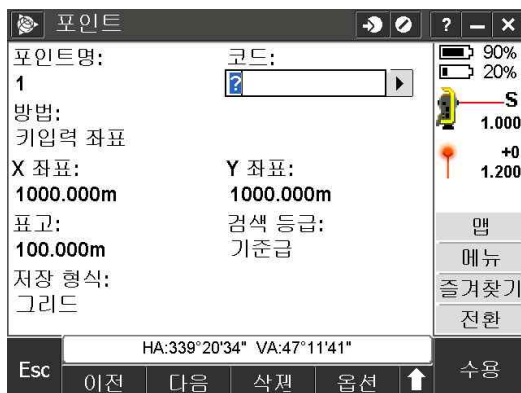 포인트
? – ×
포인트명:
코드:
1
?
방법:
키입력 좌표
X 좌표:
Y 좌표:
1000.000m
1000.000m
표고:
검색 등급:
100.000m
기준급
저장 형식:
그리드
90%
20%
S
1.000
+0
1.200
맵
메뉴
즐겨찾기
전환
HA:339°20'34" VA:47°11'41"
Esc
이전
다음
삭젠
옵션
수용